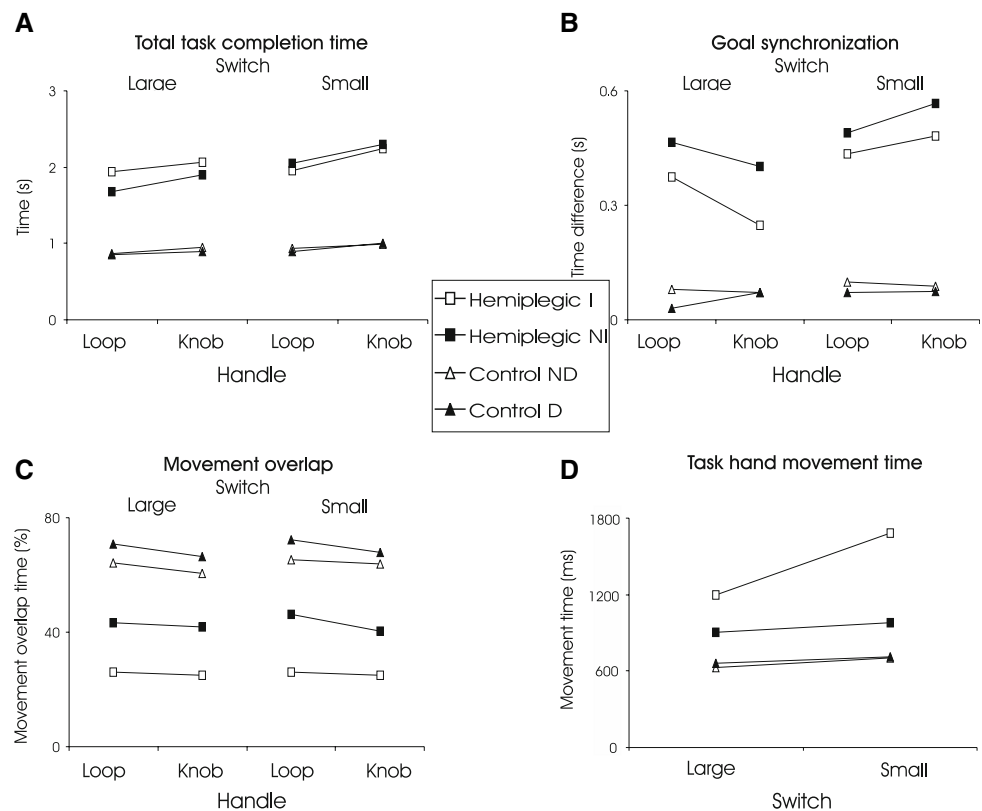 A
Total task completion time
Switch
Large Small
3
2
1
0
Time (s)
Loop Knob Loop Knob
Handle
B
Goal synchronization
Switch
Large Small
0.6
0.3
0
Time difference (s)
Loop Knob Loop Knob
Handle
Hemiplegic I
Hemiplegic NI
Control ND
Control D
C
Movement overlap
Switch
Large Small
80
40
0
Movement overlap time (%)
Loop Knob Loop Knob
Handle
D
Task hand movement time
1800
1200
600
0
Movement time (ms)
Large Small
Switch